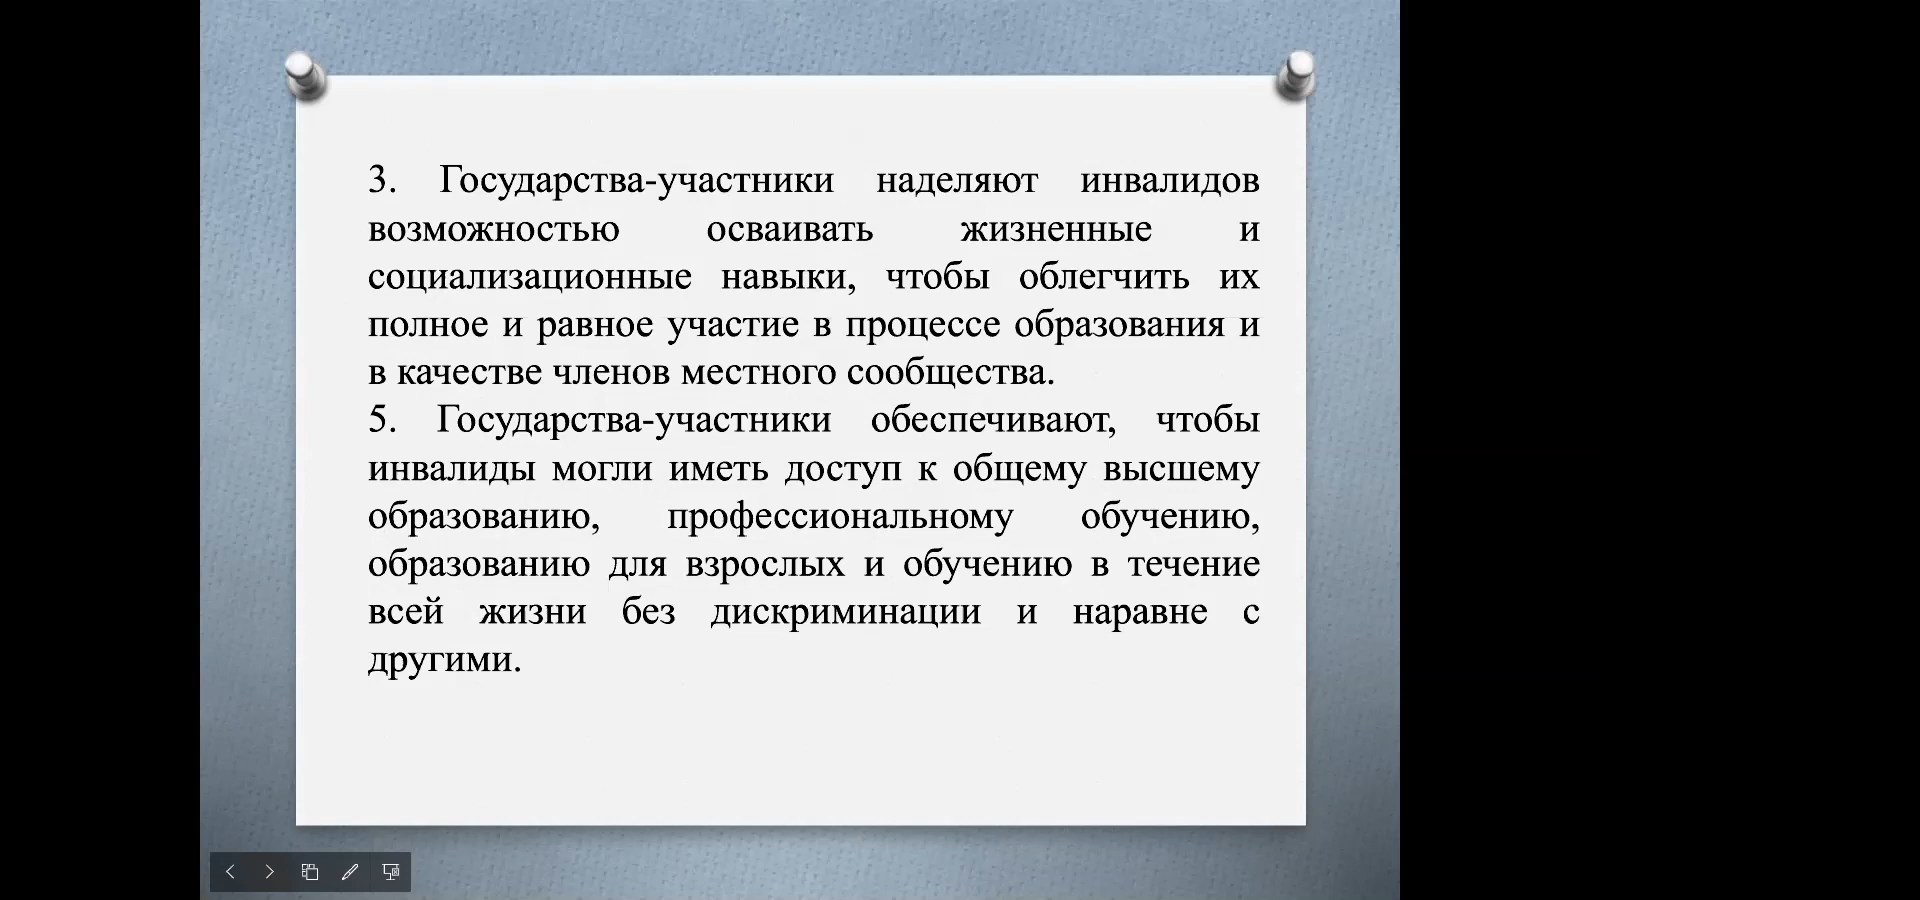 3. Государства-участники наделяют инвалидов
возможностью осваивать жизненные и
социализационные навыки, чтобы облегчить их
полное и равное участие в процессе образования и
в качестве членов местного сообщества.
5. Государства-участники обеспечивают, чтобы
инвалиды могли иметь доступ к общему высшему
образованию, профессиональному обучению,
образованию для взрослых и обучению в течение
всей жизни без дискриминации и наравне с
другими.